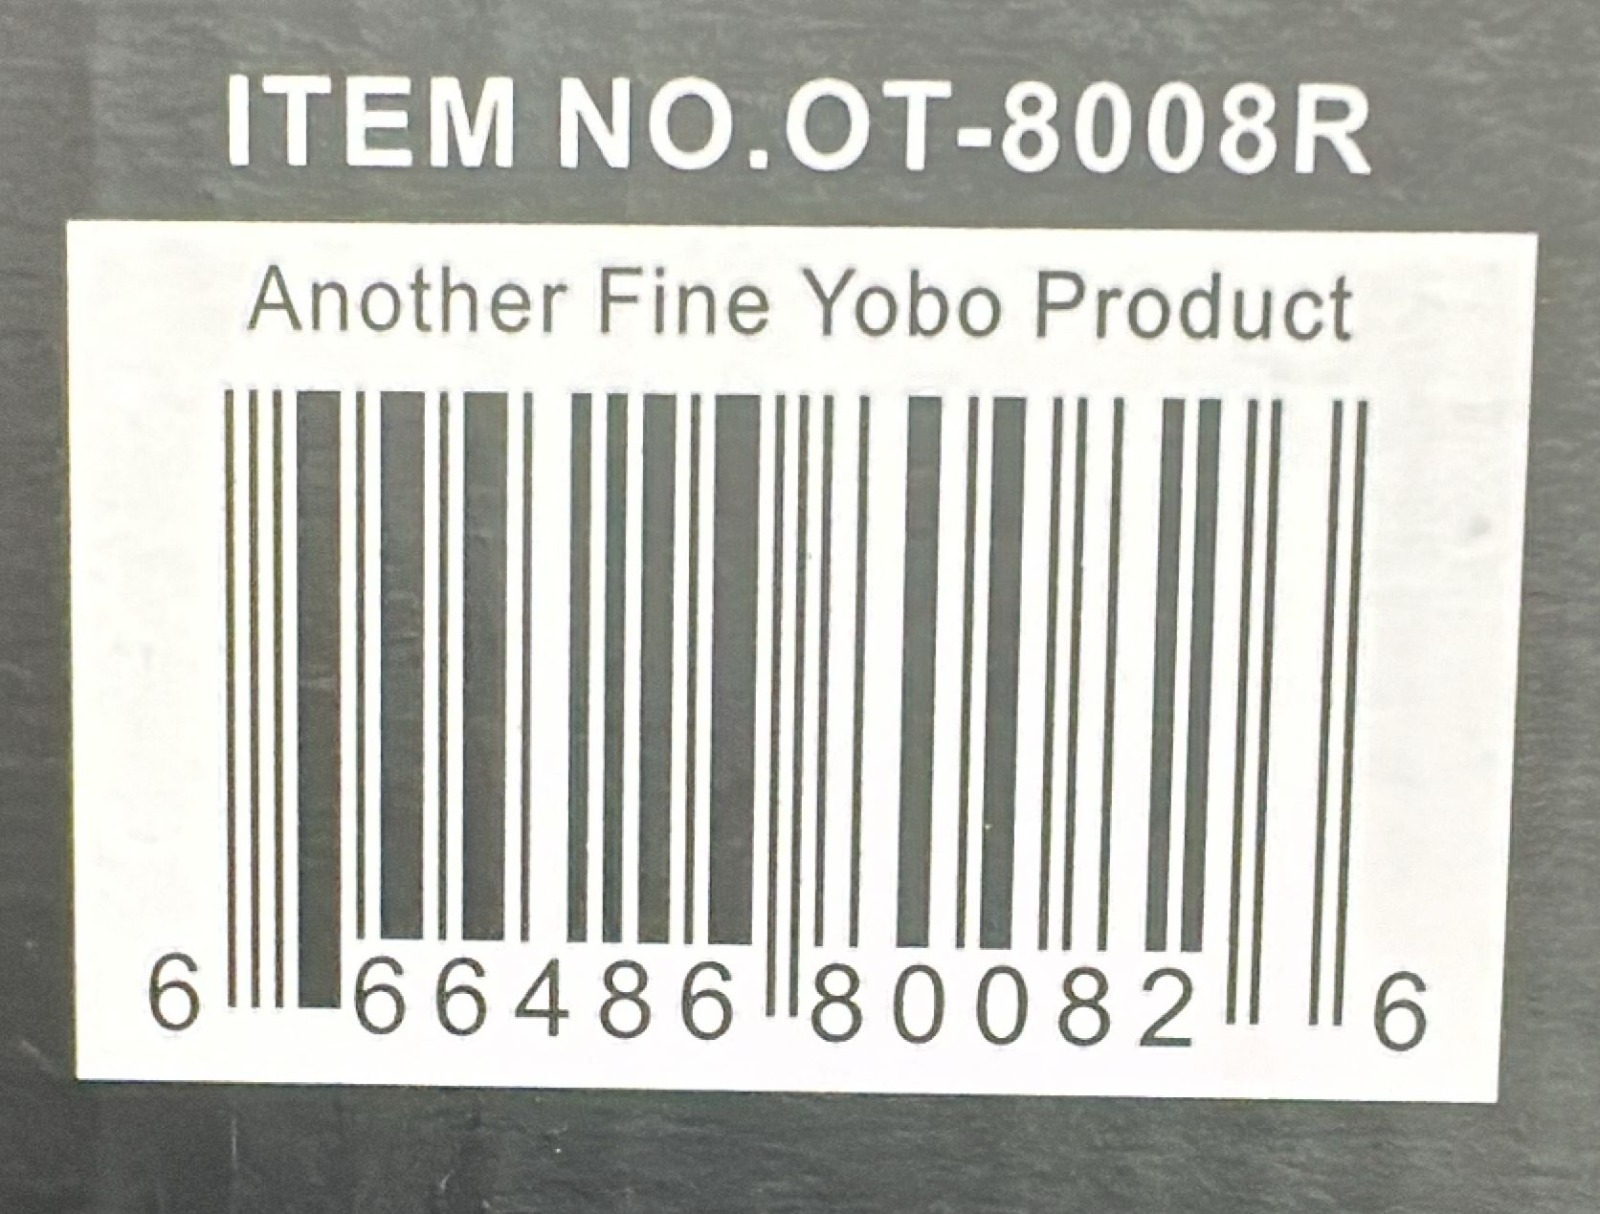 ITEM NO.OT-8008R
Another Fine Yobo Product
6 66486 80082 6